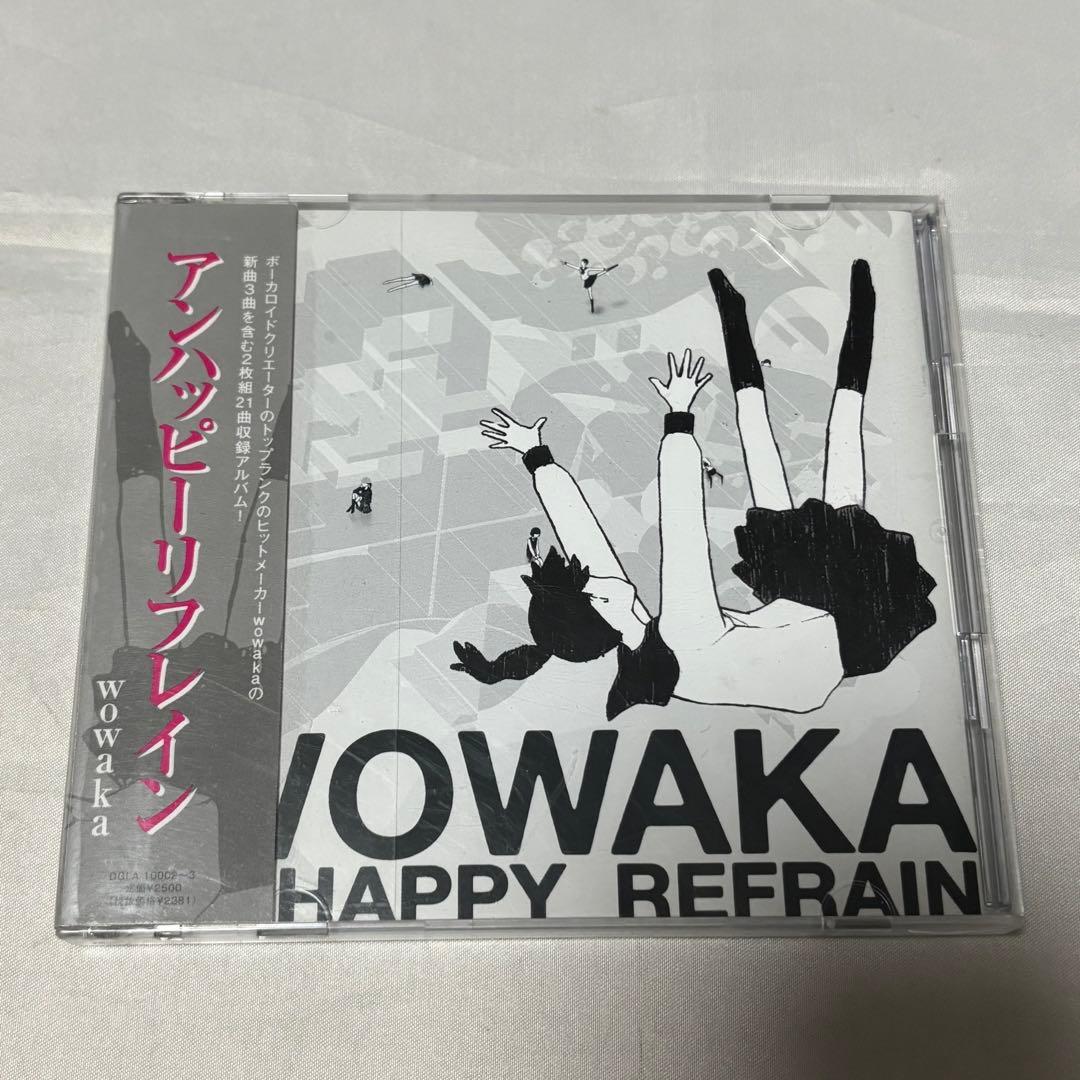 アンハッピーリフレイン
wowaka
ボーカロイドクリエーターのトップランクのヒットメーカーwowakaの
新曲3曲を含む2枚組21曲収録アルバム！
DGLA 10002~3
定価¥2500
(税抜価格¥2381)
WOWAKA
HAPPY REFRAIN